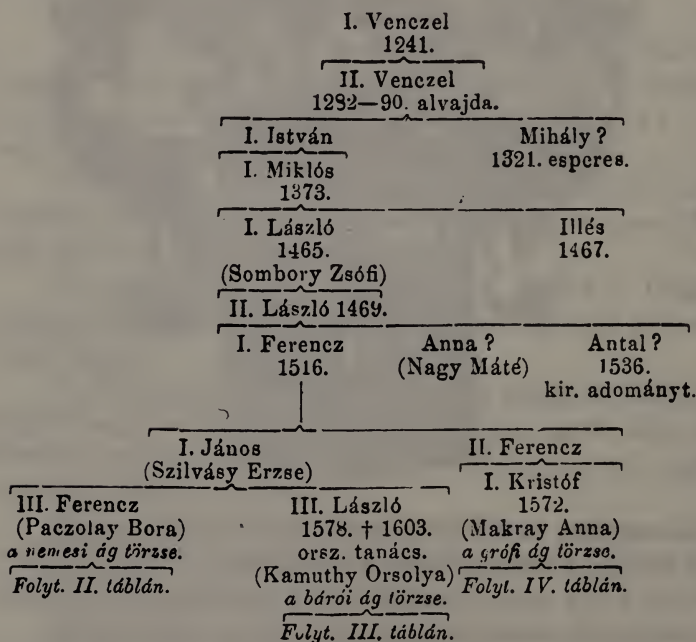 I. Venczel
1241.
II. Venczel
1282—90. alvajda.
I. István Mihály ?
1321. esperes.
I. Miklós
1373.
I. László Illés
1465. 1467.
(Sombory Zsófi)
II. László 1469.
I. Ferencz Anna ? Antal ?
1516. (Nagy Máté) 1536.
kir. adományt.
I. János II. Ferencz
(Szilvásy Erzse)
III. Ferencz III. László I. Kristóf
(Paczolay Bora) 1578. † 1603. 1572.
a nemesi ág törzse. orsz. tanács. (Makray Anna)
Folyt. II. táblán. (Kamuthy Orsolya) a grófi ág törzse.
a bárói ág törzse. Folyt. IV. táblán.
Folyt. III. táblán.